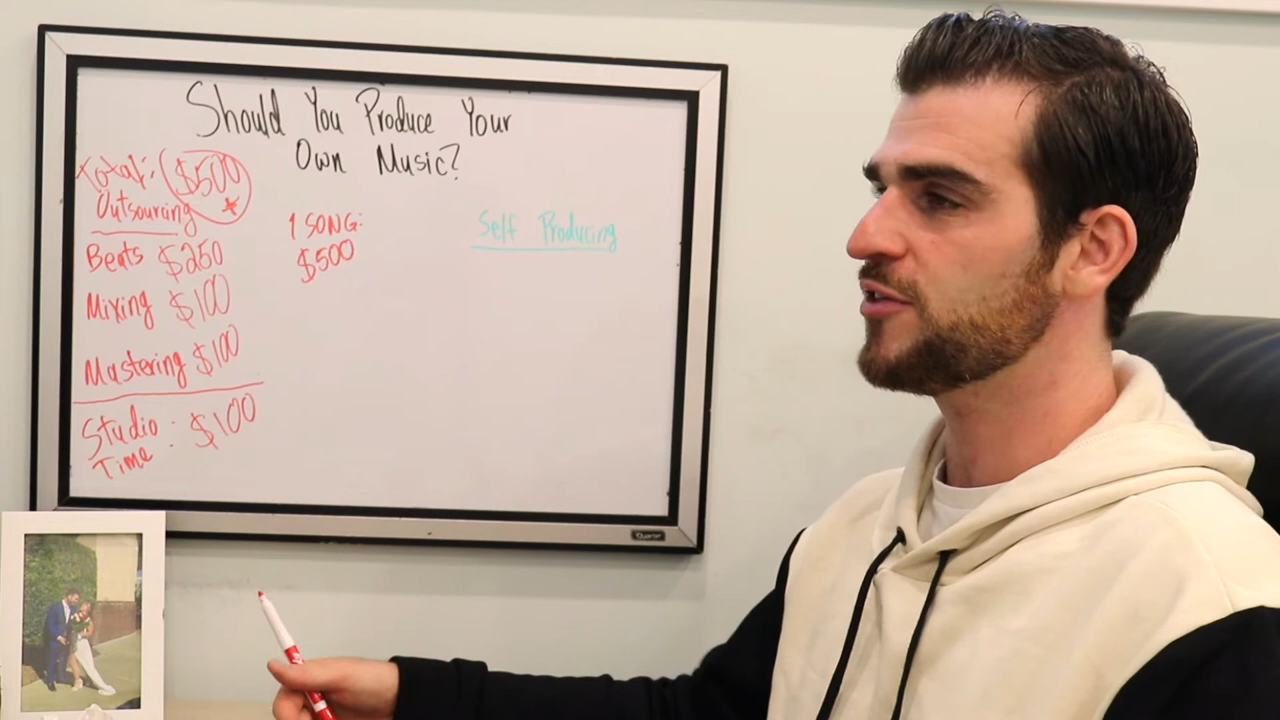 Should You Produce Your
Own Music?
Total: $500
Outsourcing
Beats $250
Mixing $100
Mastering $100
Studio : $100
Time
1 SONG:
$500
Self Producing
Quartet